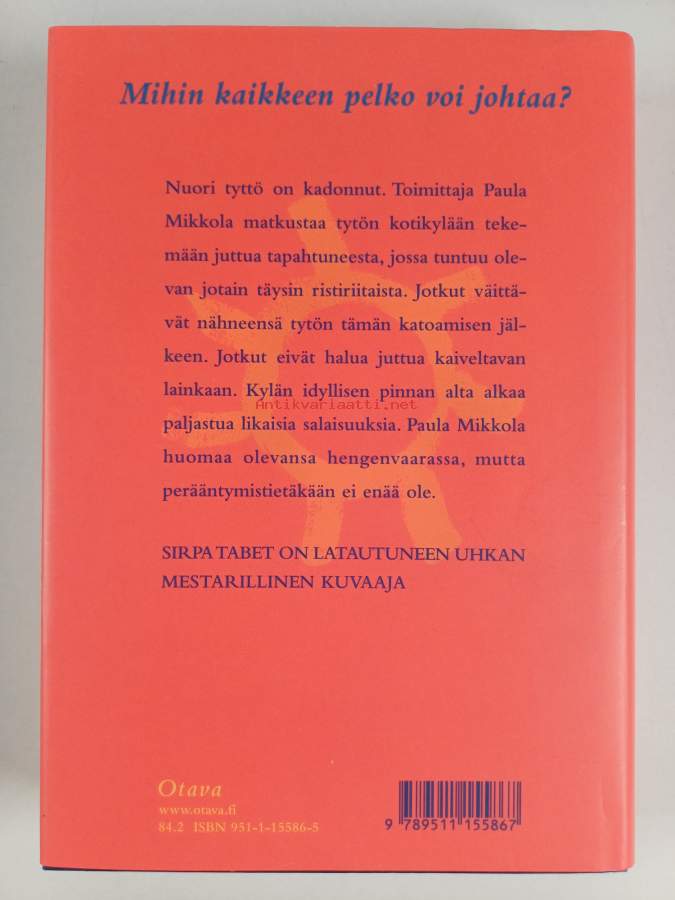 Mihin kaikkeen pelko voi johtaa?
Nuori tyttö on kadonnut. Toimittaja Paula
Mikkola matkustaa tytön kotikylään teke-
mään juttua tapahtuneesta, jossa tuntuu ole-
van jotain täysin ristiriitaista. Jotkut väittä-
vät nähneensä tytön tämän katoamisen jäl-
keen. Jotkut eivät halua juttua kaiveltavan
lainkaan. Kylän idyllisen pinnan alta alkaa
Antikvariaatti.net
paljastua likaisia salaisuuksia. Paula Mikkola
huomaa olevansa hengenvaarassa, mutta
perääntymistietäkään ei enää ole.
SIRPA TABET ON LATAUTUNEEN UHKAN
MESTARILLINEN KUVAAJA
Otava
www.otava.fi
84.2 ISBN 951-1-15586-5
9 789511 155867